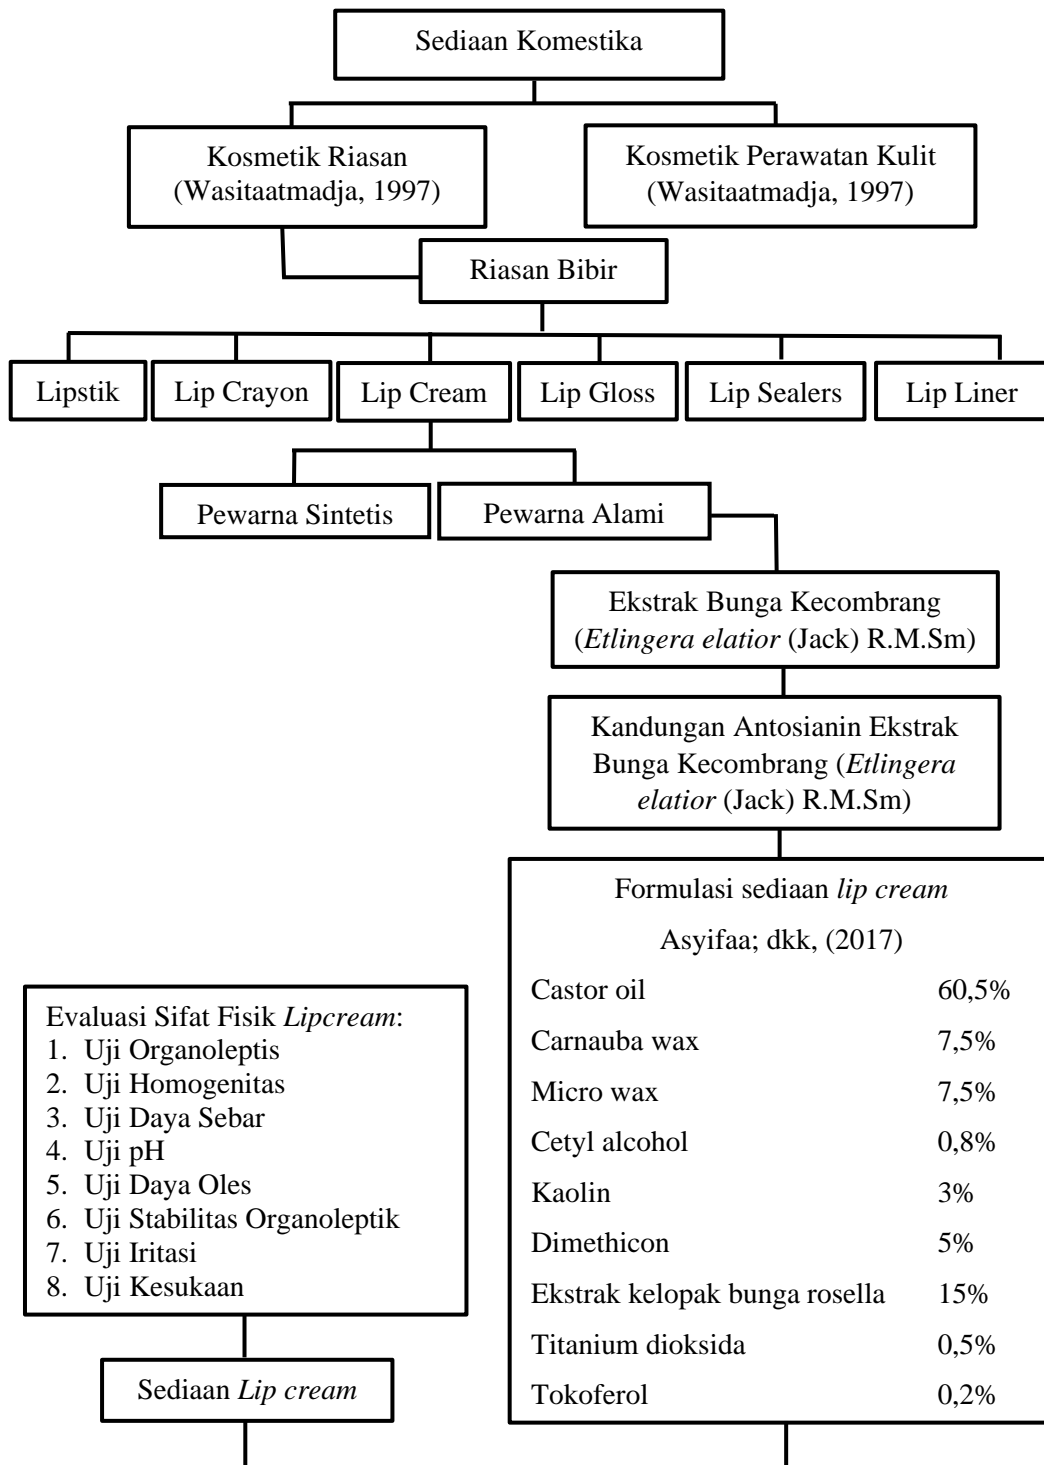 Sediaan Komestika
Kosmetik Riasan
(Wasitaatmadja, 1997)
Kosmetik Perawatan Kulit
(Wasitaatmadja, 1997)
Riasan Bibir
Lipstik
Lip Crayon
Lip Cream
Lip Gloss
Lip Sealers
Lip Liner
Pewarna Sintetis
Pewarna Alami
Ekstrak Bunga Kecombrang
(Etlingera elatior (Jack) R.M.Sm)
Kandungan Antosianin Ekstrak
Bunga Kecombrang (Etlingera
elatior (Jack) R.M.Sm)
Formulasi sediaan lip cream
Asyifaa; dkk, (2017)
Castor oil 60,5%
Carnauba wax 7,5%
Micro wax 7,5%
Cetyl alcohol 0,8%
Kaolin 3%
Dimethicon 5%
Ekstrak kelopak bunga rosella 15%
Titanium dioksida 0,5%
Tokoferol 0,2%
Evaluasi Sifat Fisik Lipcream:
1. Uji Organoleptis
2. Uji Homogenitas
3. Uji Daya Sebar
4. Uji pH
5. Uji Daya Oles
6. Uji Stabilitas Organoleptik
7. Uji Iritasi
8. Uji Kesukaan
Sediaan Lip cream